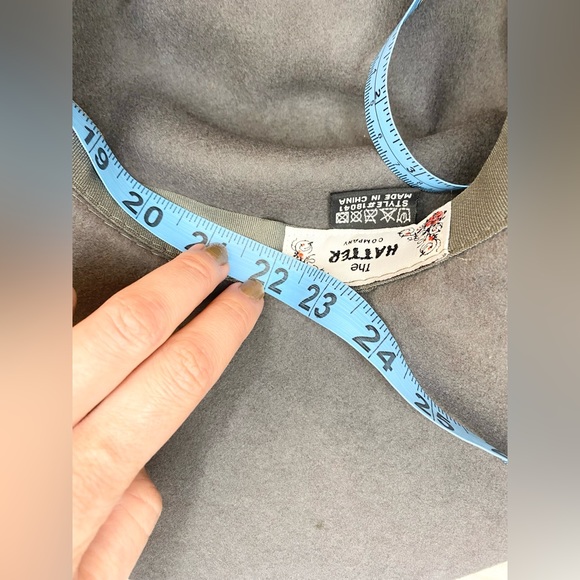 STYLE#18041
MADE IN CHINA
The
HATTER
COMPANY
19 20 21 22 23 24 25